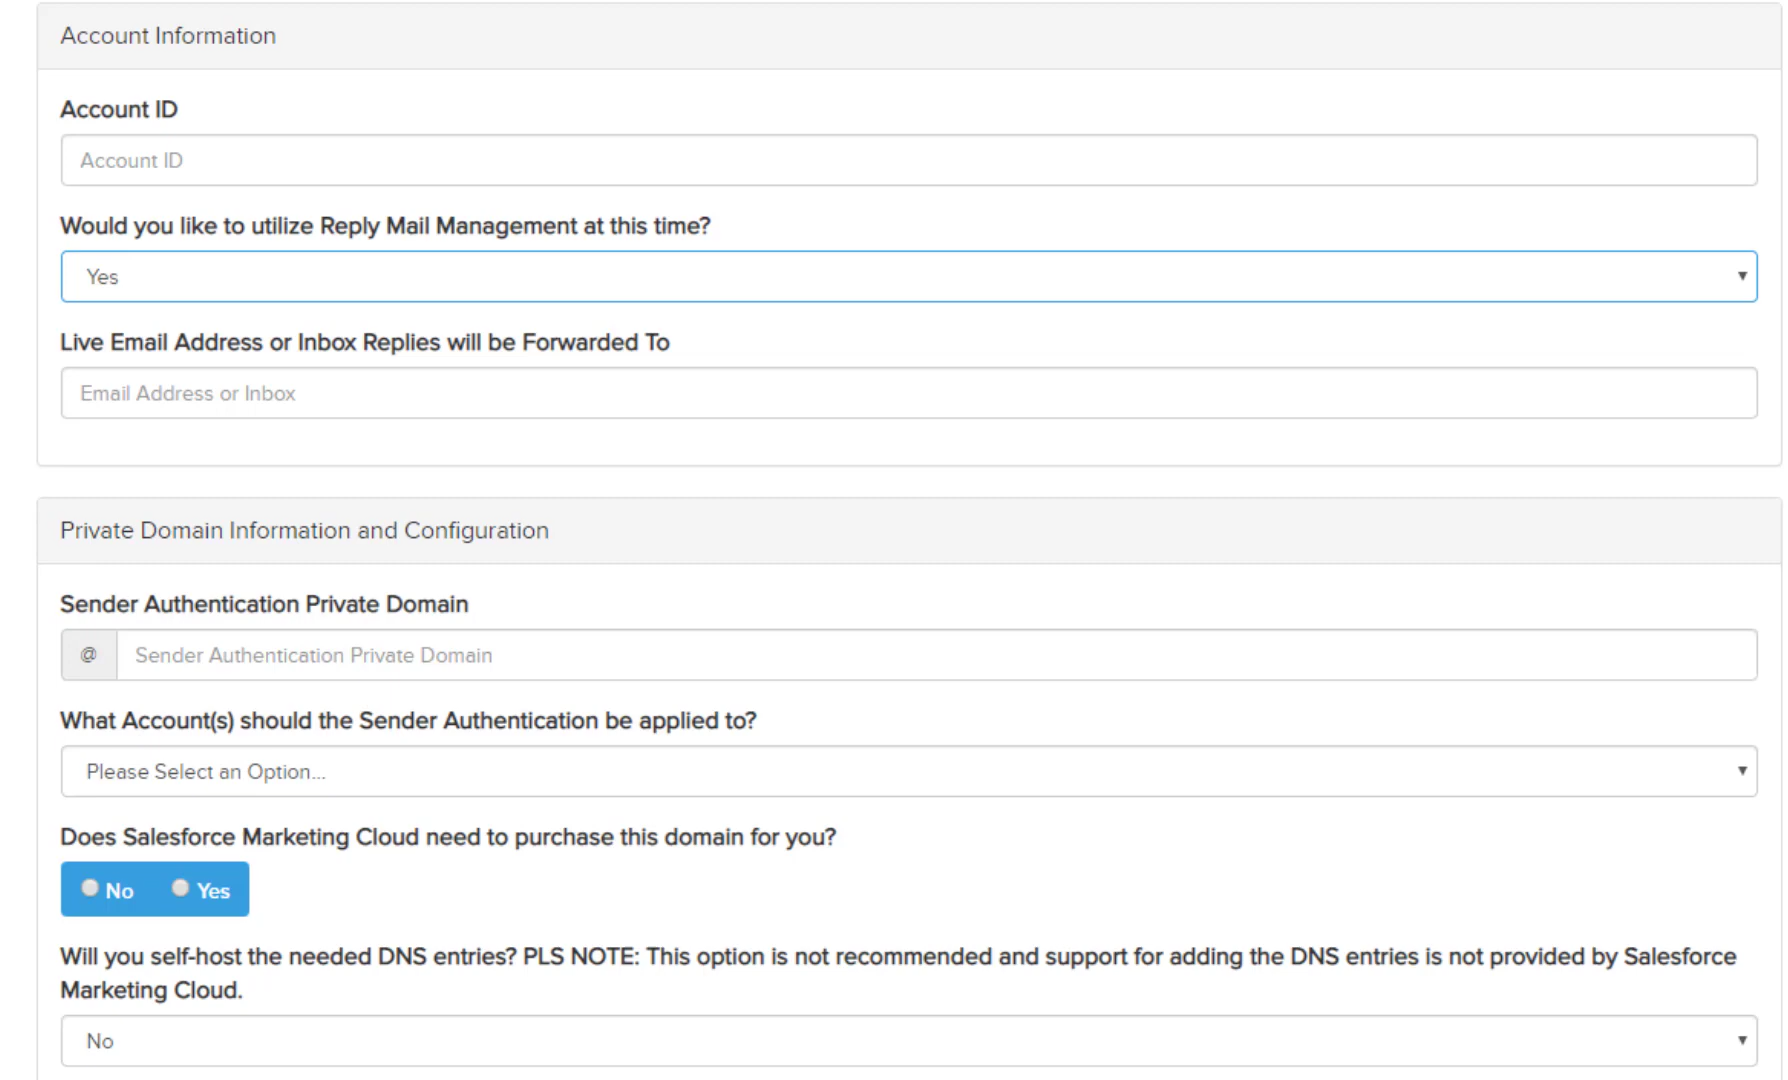 Account Information
Account ID
Account ID
Would you like to utilize Reply Mail Management at this time?
Yes
Live Email Address or Inbox Replies will be Forwarded To
Email Address or Inbox
Private Domain Information and Configuration
Sender Authentication Private Domain
@ Sender Authentication Private Domain
What Account(s) should the Sender Authentication be applied to?
Please Select an Option...
Does Salesforce Marketing Cloud need to purchase this domain for you?
No Yes
Will you self-host the needed DNS entries? PLS NOTE: This option is not recommended and support for adding the DNS entries is not provided by Salesforce
Marketing Cloud.
No